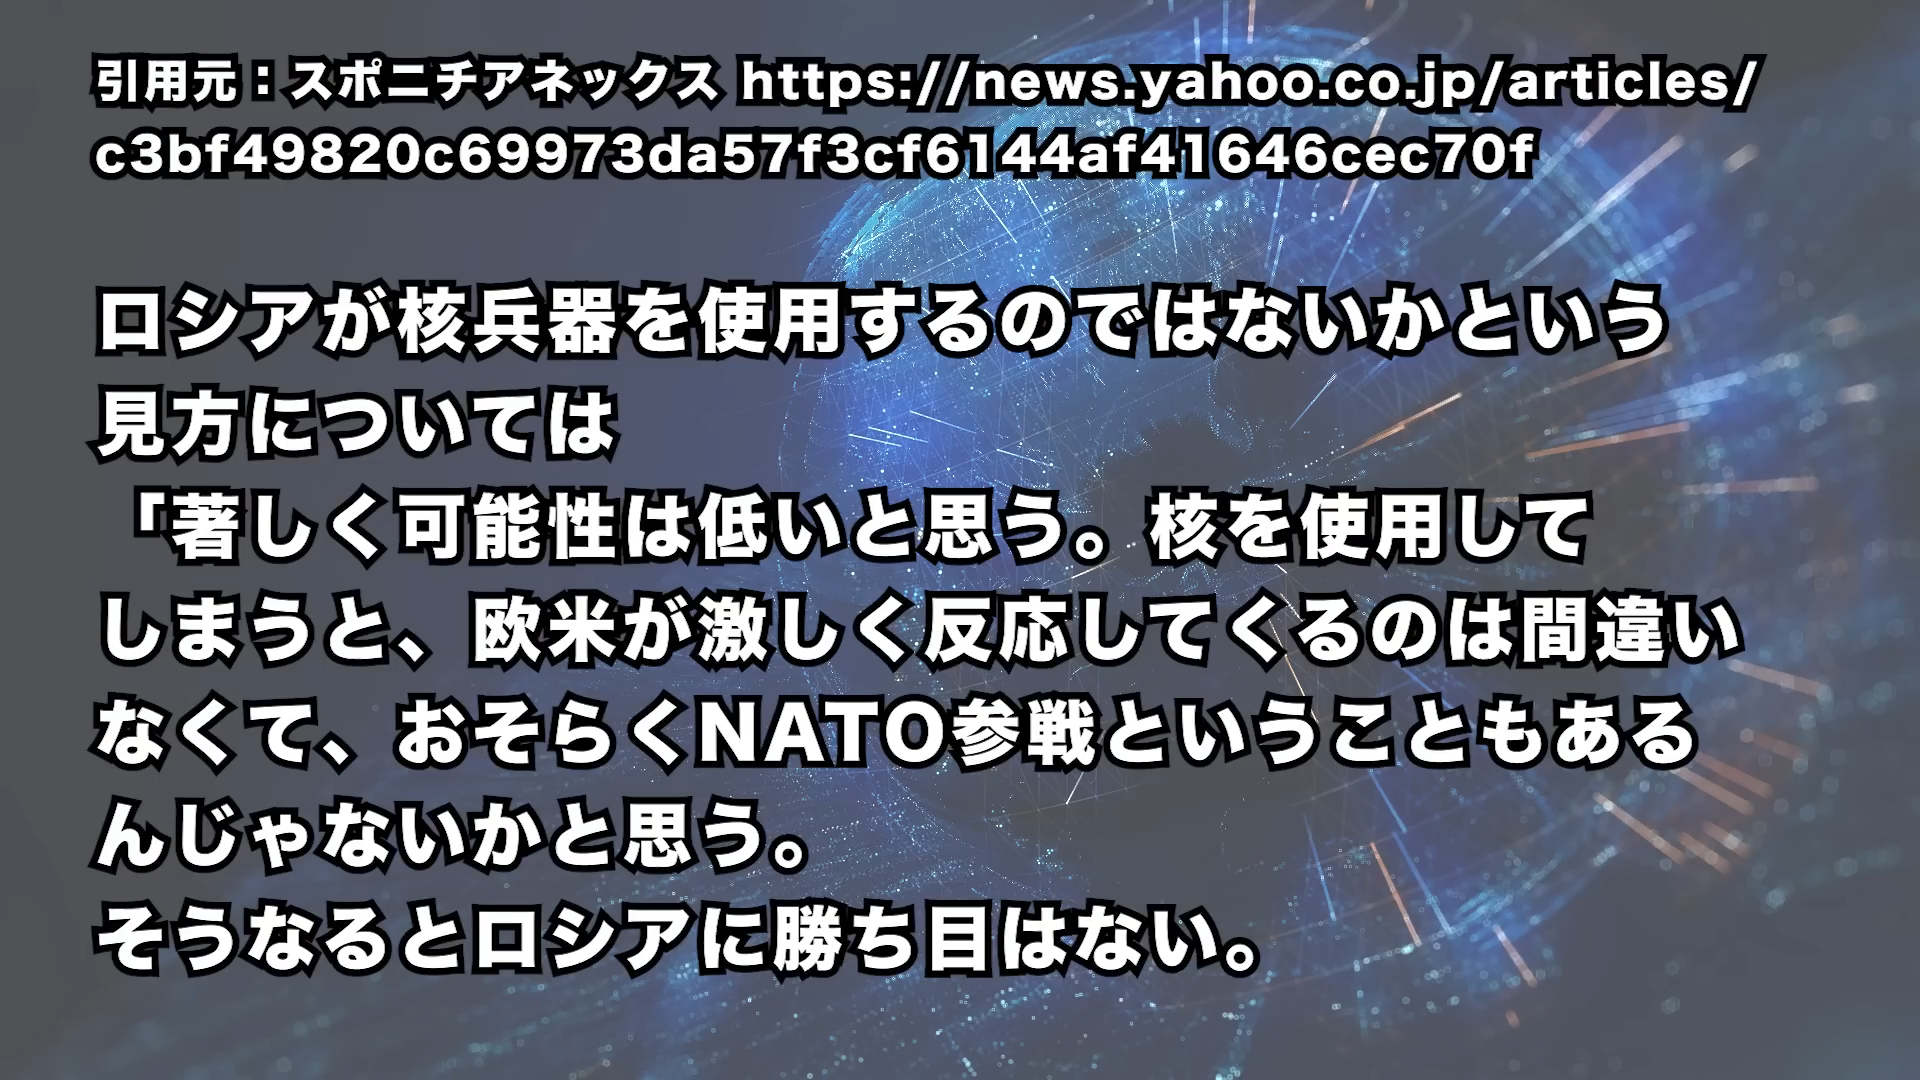 引用元：スポニチアネックス https://news.yahoo.co.jp/articles/
c3bf49820c69973da57f3cf6144af41646cec70f
ロシアが核兵器を使用するのではないかという
見方については
「著しく可能性は低いと思う。核を使用して
しまうと、欧米が激しく反応してくるのは間違い
なくて、おそらくNATO参戦ということもある
んじゃないかと思う。
そうなるとロシアに勝ち目はない。